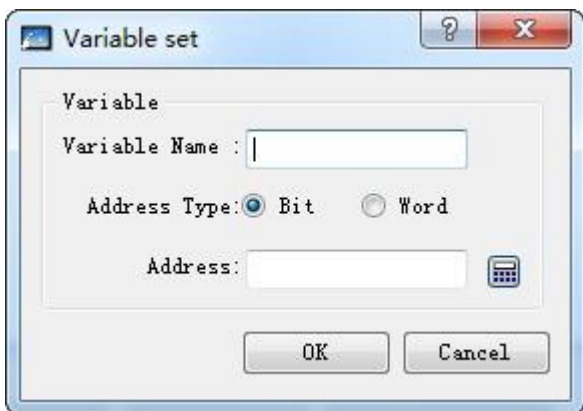 Variable set
Variable
Variable Name :
Address Type: Bit Word
Address:
OK Cancel